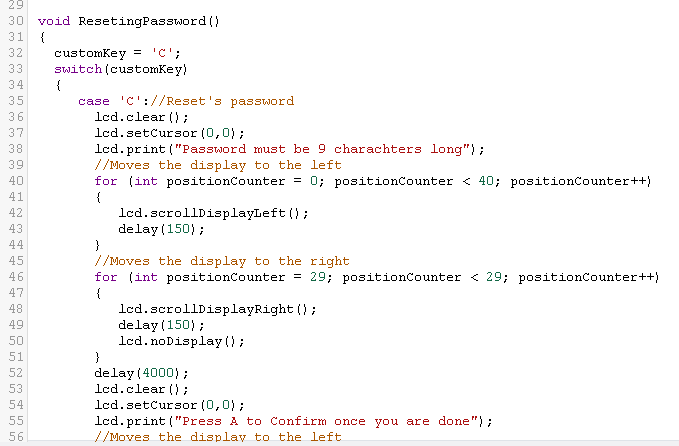 29
30 void ResetingPassword()
31 {
32 customKey = 'C';
33 switch(customKey)
34 {
35 case 'C'://Reset's password
36 lcd.clear();
37 lcd.setCursor(0,0);
38 lcd.print("Password must be 9 charachters long");
39 //Moves the display to the left
40 for (int positionCounter = 0; positionCounter < 40; positionCounter++)
41 {
42 lcd.scrollDisplayLeft();
43 delay(150);
44 }
45 //Moves the display to the right
46 for (int positionCounter = 29; positionCounter < 29; positionCounter++)
47 {
48 lcd.scrollDisplayRight();
49 delay(150);
50 lcd.noDisplay();
51 }
52 delay(4000);
53 lcd.clear();
54 lcd.setCursor(0,0);
55 lcd.print("Press A to Confirm once you are done");
56 //Moves the display to the left